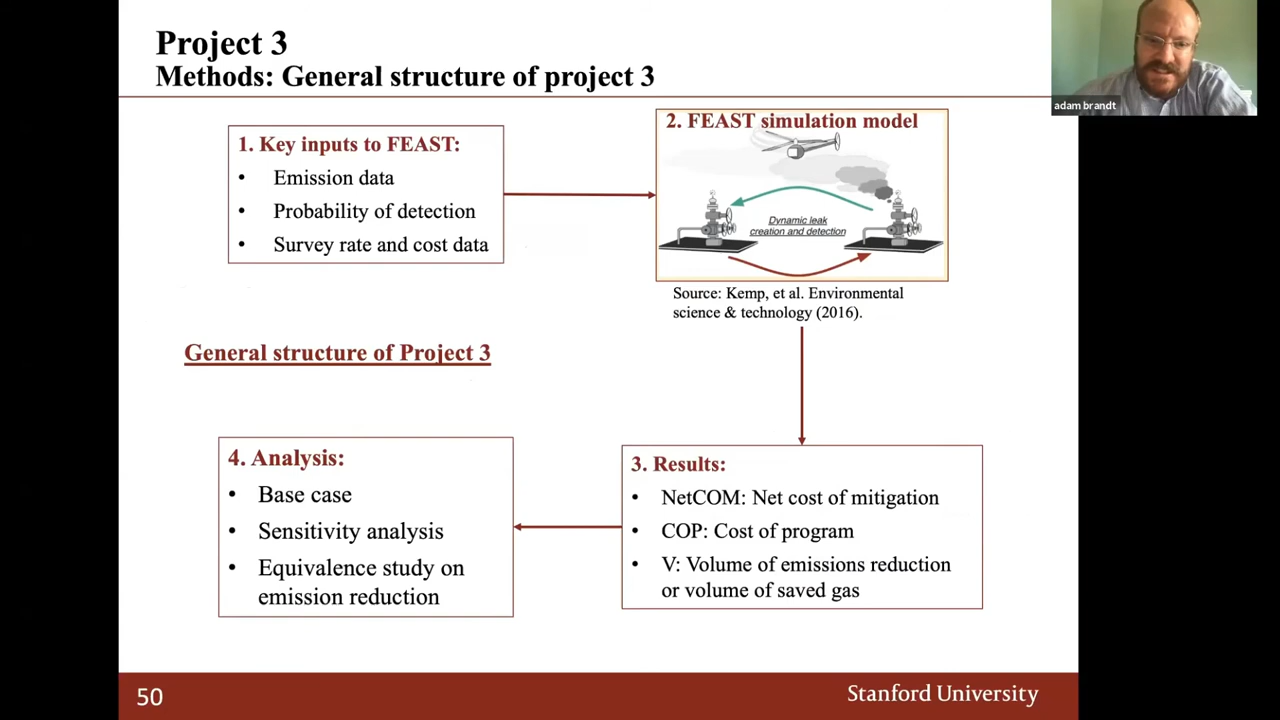 Project 3
Methods: General structure of project 3
adam brandt
1. Key inputs to FEAST:
• Emission data
• Probability of detection
• Survey rate and cost data
2. FEAST simulation model
Dynamic leak
creation and detection
Source: Kemp, et al. Environmental
science & technology (2016).
General structure of Project 3
4. Analysis:
• Base case
• Sensitivity analysis
• Equivalence study on
emission reduction
3. Results:
• NetCOM: Net cost of mitigation
• COP: Cost of program
• V: Volume of emissions reduction
or volume of saved gas
50
Stanford University